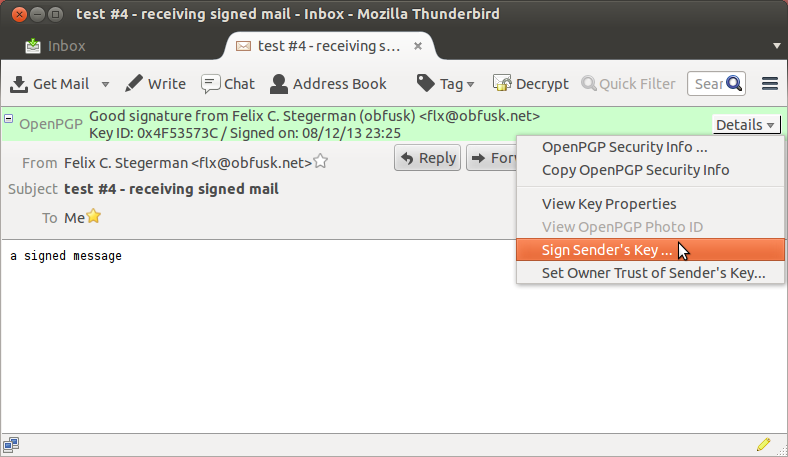 test #4 - receiving signed mail - Inbox - Mozilla Thunderbird
Inbox
test #4 - receiving s...
Get Mail Write Chat Address Book Tag Decrypt Quick Filter Sear
OpenPGP
Good signature from Felix C. Stegerman (obfusk) <flx@obfusk.net>
Key ID: 0x4F53573C / Signed on: 08/12/13 23:25
Details
From Felix C. Stegerman <flx@obfusk.net>
Reply
Forw
Subject test #4 - receiving signed mail
To Me
OpenPGP Security Info ...
Copy OpenPGP Security Info
View Key Properties
View OpenPGP Photo ID
Sign Sender's Key ...
Set Owner Trust of Sender's Key...
a signed message